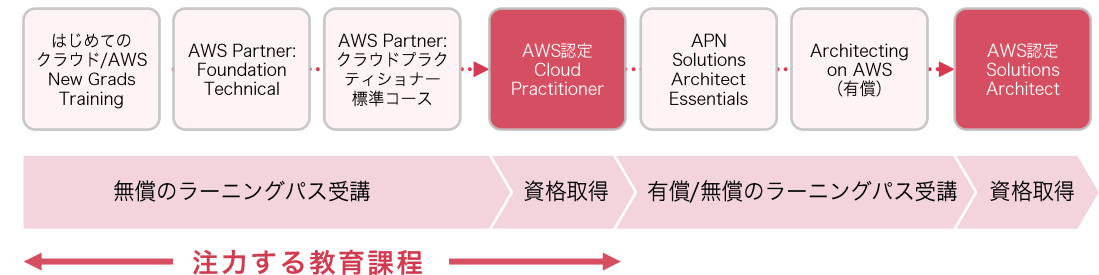 はじめての
クラウド/AWS
New Grads
Training
AWS Partner:
Foundation
Technical
AWS Partner:
クラウドプラク
ティショナー
標準コース
AWS認定
Cloud
Practitioner
APN
Solutions
Architect
Essentials
Architecting
on AWS
（有償）
AWS認定
Solutions
Architect
無償のラーニングパス受講
資格取得
有償/無償のラーニングパス受講
資格取得
注力する教育課程